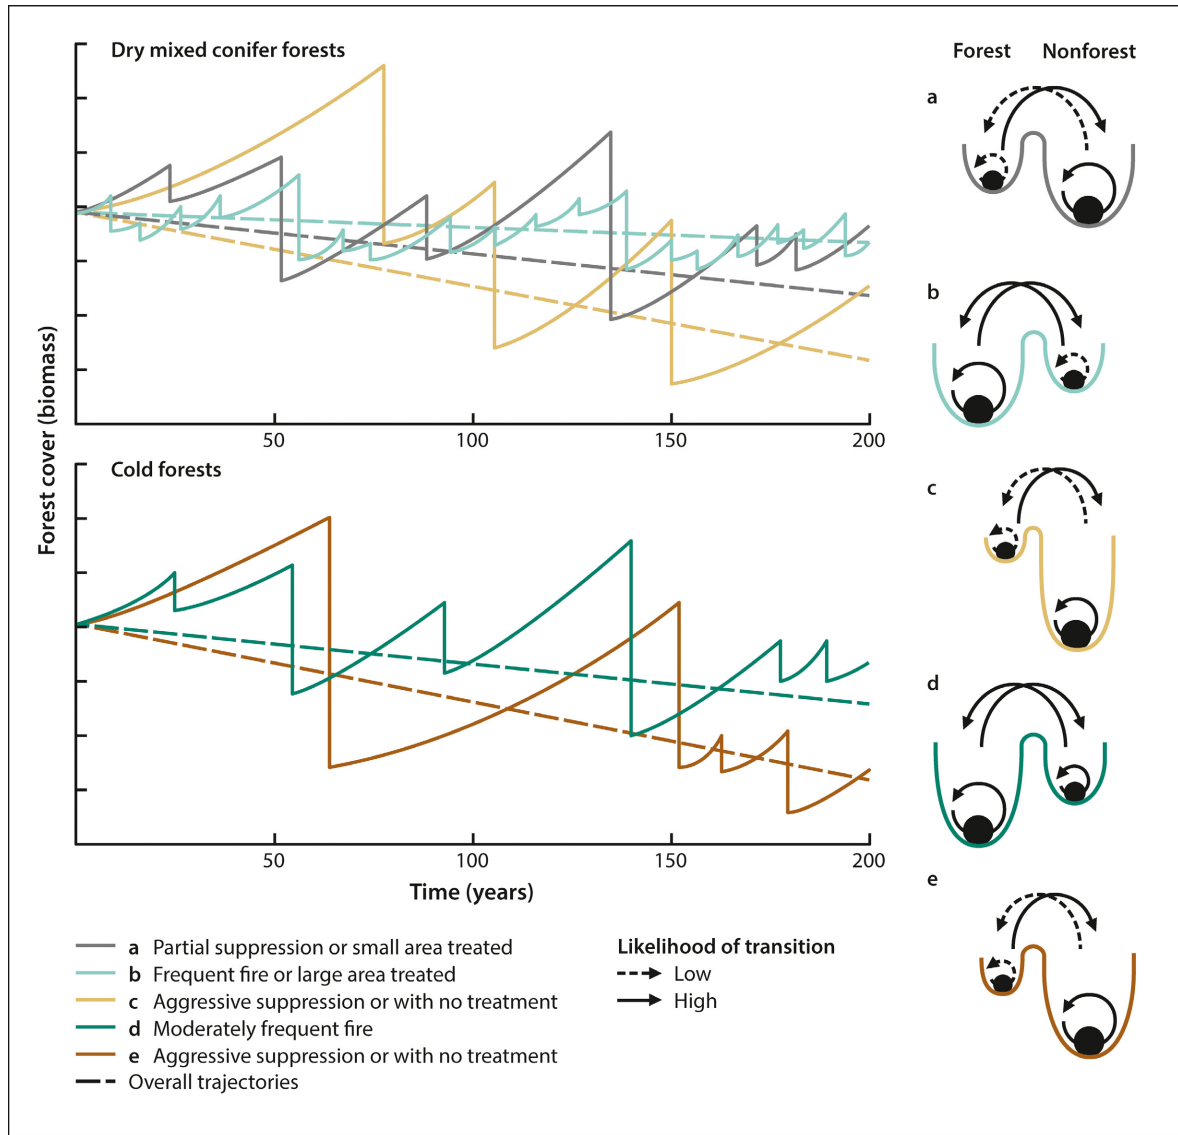 Dry mixed conifer forests
50
100
150
200
Cold forests
50
100
150
200
Forest cover (biomass)
Time (years)
Forest Nonforest
a
b
c
d
e
a Partial suppression or small area treated
b Frequent fire or large area treated
c Aggressive suppression or with no treatment
d Moderately frequent fire
e Aggressive suppression or with no treatment
Overall trajectories
Likelihood of transition
Low
High